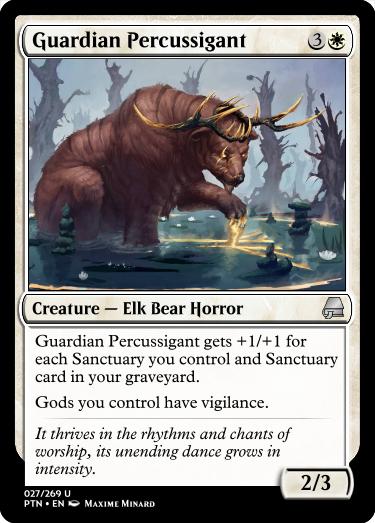 Guardian Percussigant 3
Creature — Elk Bear Horror
Guardian Percussigant gets +1/+1 for
each Sanctuary you control and Sanctuary
card in your graveyard.
Gods you control have vigilance.
It thrives in the rhythms and chants of
worship, its unending dance grows in
intensity.
2/3
027/269 U
PTN • EN Maxime Minard